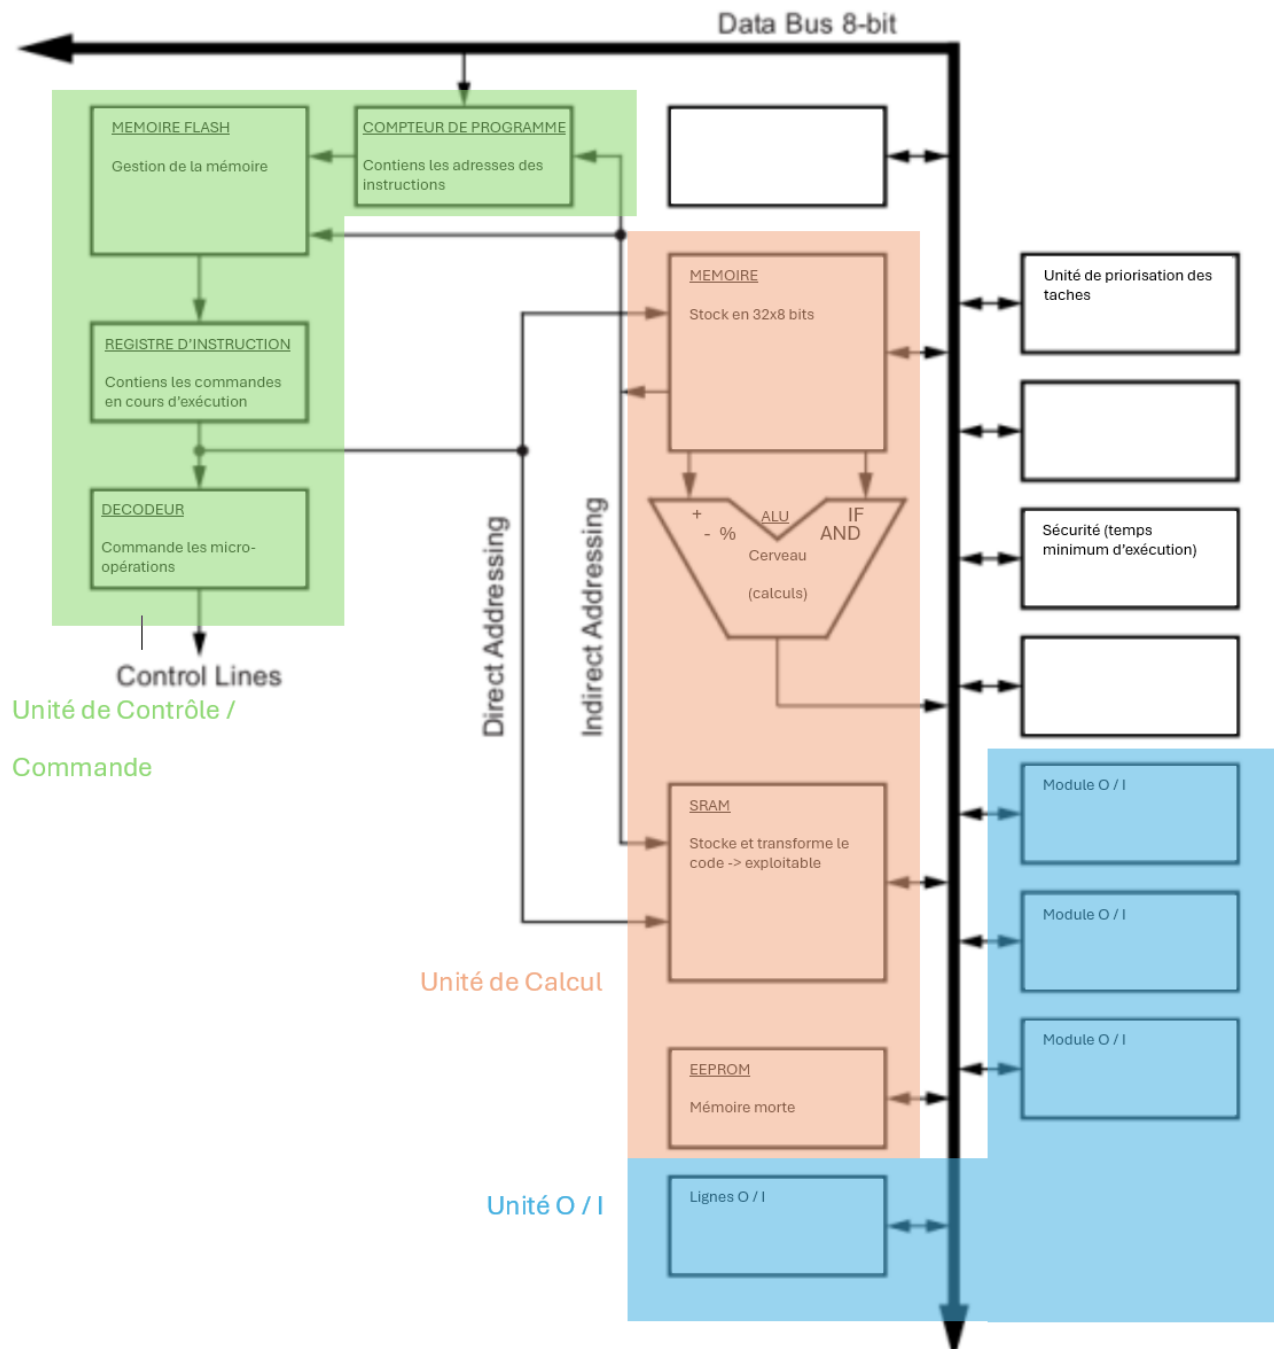 Data Bus 8-bit
MEMOIRE FLASH
Gestion de la mémoire
COMPTEUR DE PROGRAMME
Contiens les adresses des
instructions
MEMOIRE
Stock en 32x8 bits
Unité de priorisation des
taches
REGISTRE D'INSTRUCTION
Contiens les commandes
en cours d'exécution
DECODEUR
Commande les micro-
opérations
Control Lines
Unité de Contrôle /
Commande
Direct Addressing
Indirect Addressing
+
- %
ALU
IF
AND
Cerveau
(calculs)
Sécurité (temps
minimum d'exécution)
SRAM
Stocke et transforme le
code -> exploitable
Module O / I
Module O / I
Unité de Calcul
Module O / I
EEPROM
Mémoire morte
Unité O / I
Lignes O / I